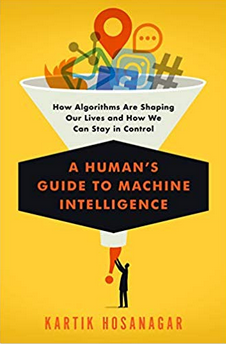 How Algorithms Are Shaping
Our Lives and How We
Can Stay in Control
A HUMAN'S
GUIDE TO MACHINE
INTELLIGENCE
KARTIK HOSANAGAR